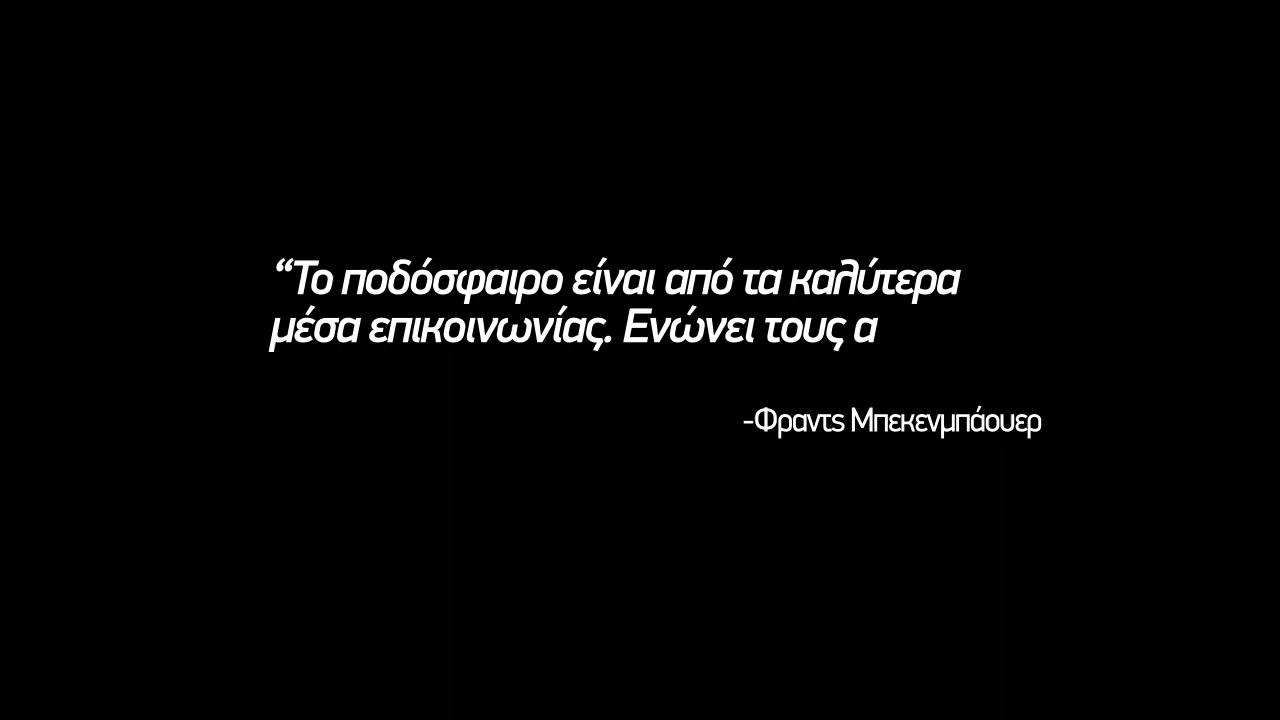 “Το ποδόσφαιρο είναι από τα καλύτερα
μέσα επικοινωνίας. Ενώνει τους α
-Φραντς Μπεκενμπάουερ